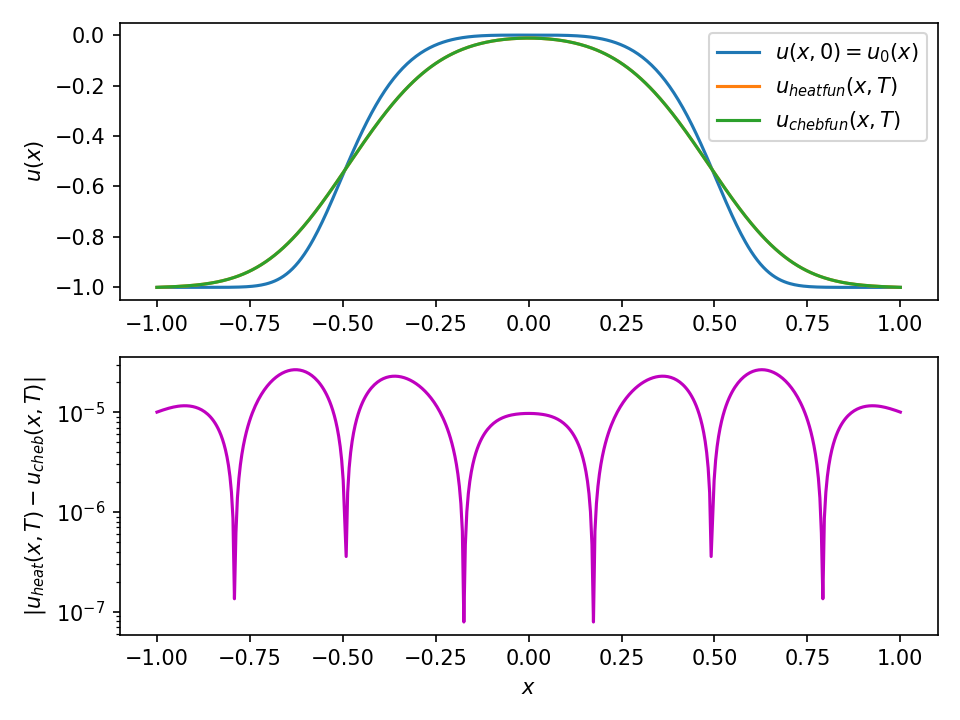 0.0
−0.2
−0.4
−0.6
−0.8
−1.0
u(x)
u(x, 0) = u₀(x)
u_heatfun(x, T)
u_chebfun(x, T)
−1.00 −0.75 −0.50 −0.25 0.00 0.25 0.50 0.75 1.00
10⁻⁵
10⁻⁶
10⁻⁷
|u_heat(x, T) − u_cheb(x, T)|
−1.00 −0.75 −0.50 −0.25 0.00 0.25 0.50 0.75 1.00
x